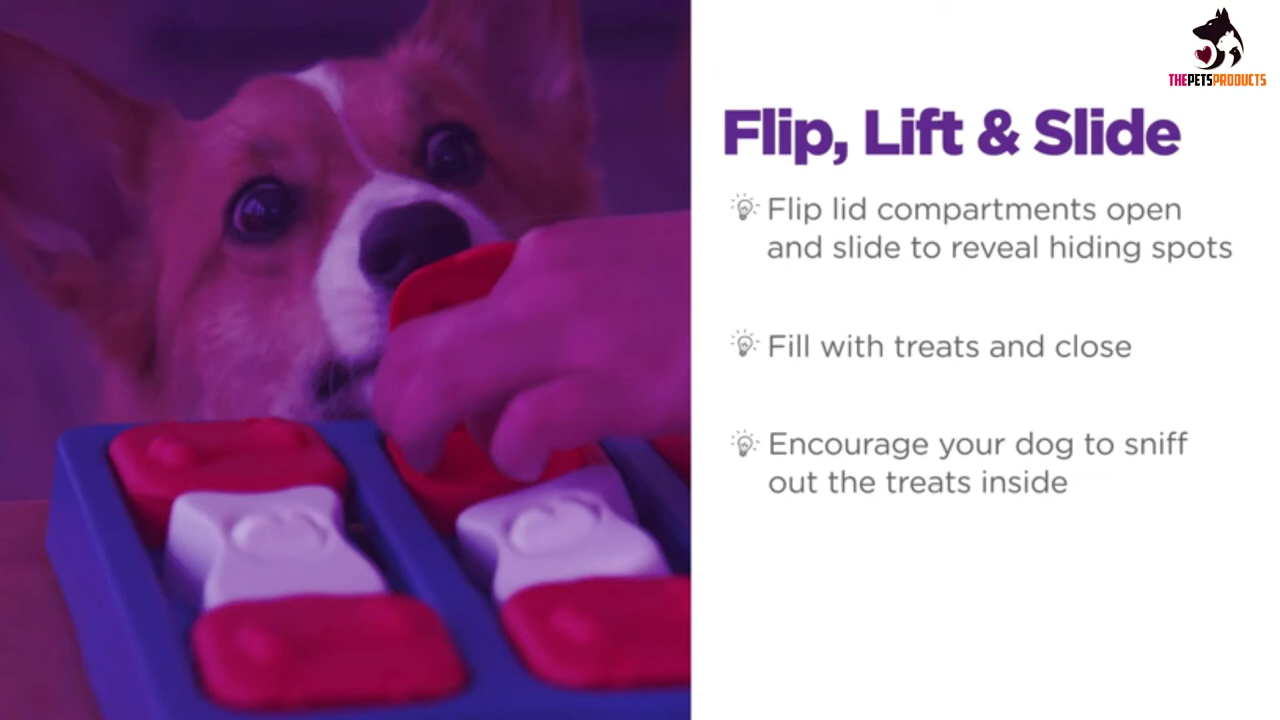 THEPETSPRODUCTS
Flip, Lift & Slide
Flip lid compartments open
and slide to reveal hiding spots
Fill with treats and close
Encourage your dog to sniff
out the treats inside